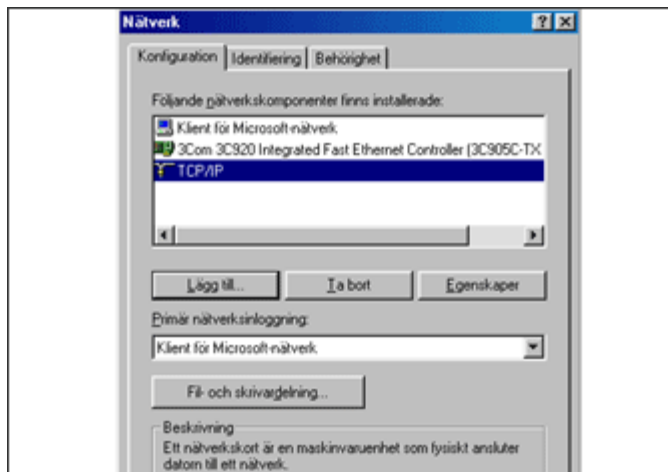 Nätverk
Konfiguration Identifiering Behörighet
Följande nätverkskomponenter finns installerade:
Klient för Microsoft-nätverk
3Com 3C920 Integrated Fast Ethernet Controller (3C905C-TX
TCP/IP
Lägg till... Ta bort Egenskaper
Primär nätverksinloggning:
Klient för Microsoft-nätverk
Fil- och skrivardelning...
Beskrivning
Ett nätverkskort är en maskinvaruenhet som fysiskt ansluter
datorn till ett nätverk.